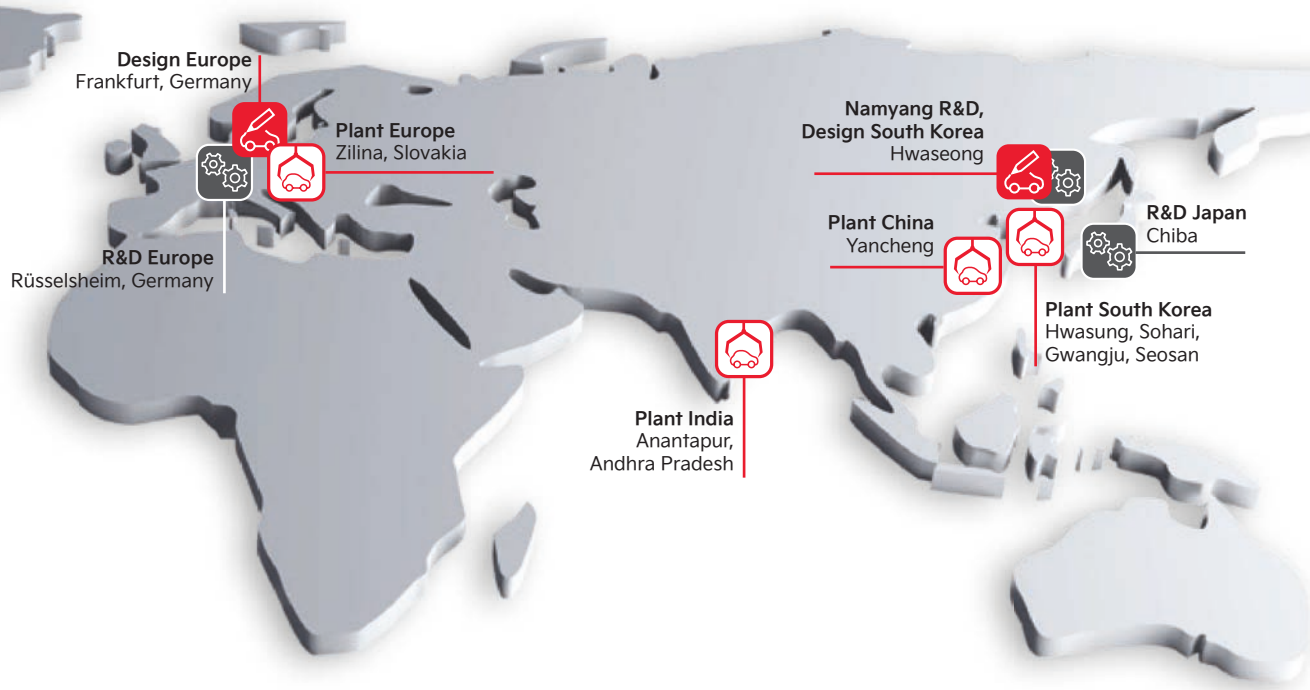 Design Europe
Frankfurt, Germany
Plant Europe
Zilina, Slovakia
R&D Europe
Rüsselsheim, Germany
Namyang R&D,
Design South Korea
Hwaseong
Plant China
Yancheng
R&D Japan
Chiba
Plant South Korea
Hwasung, Sohari,
Gwangju, Seosan
Plant India
Anantapur,
Andhra Pradesh